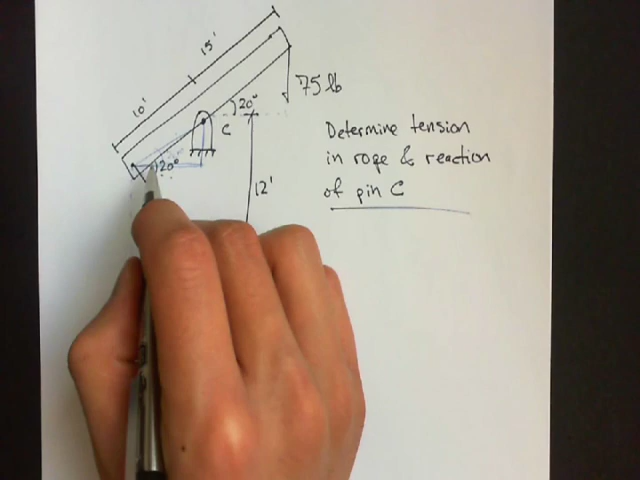 15'
10'
75 lb
20°
C
20°
12'
Determine tension
in rope & reaction
of pin C